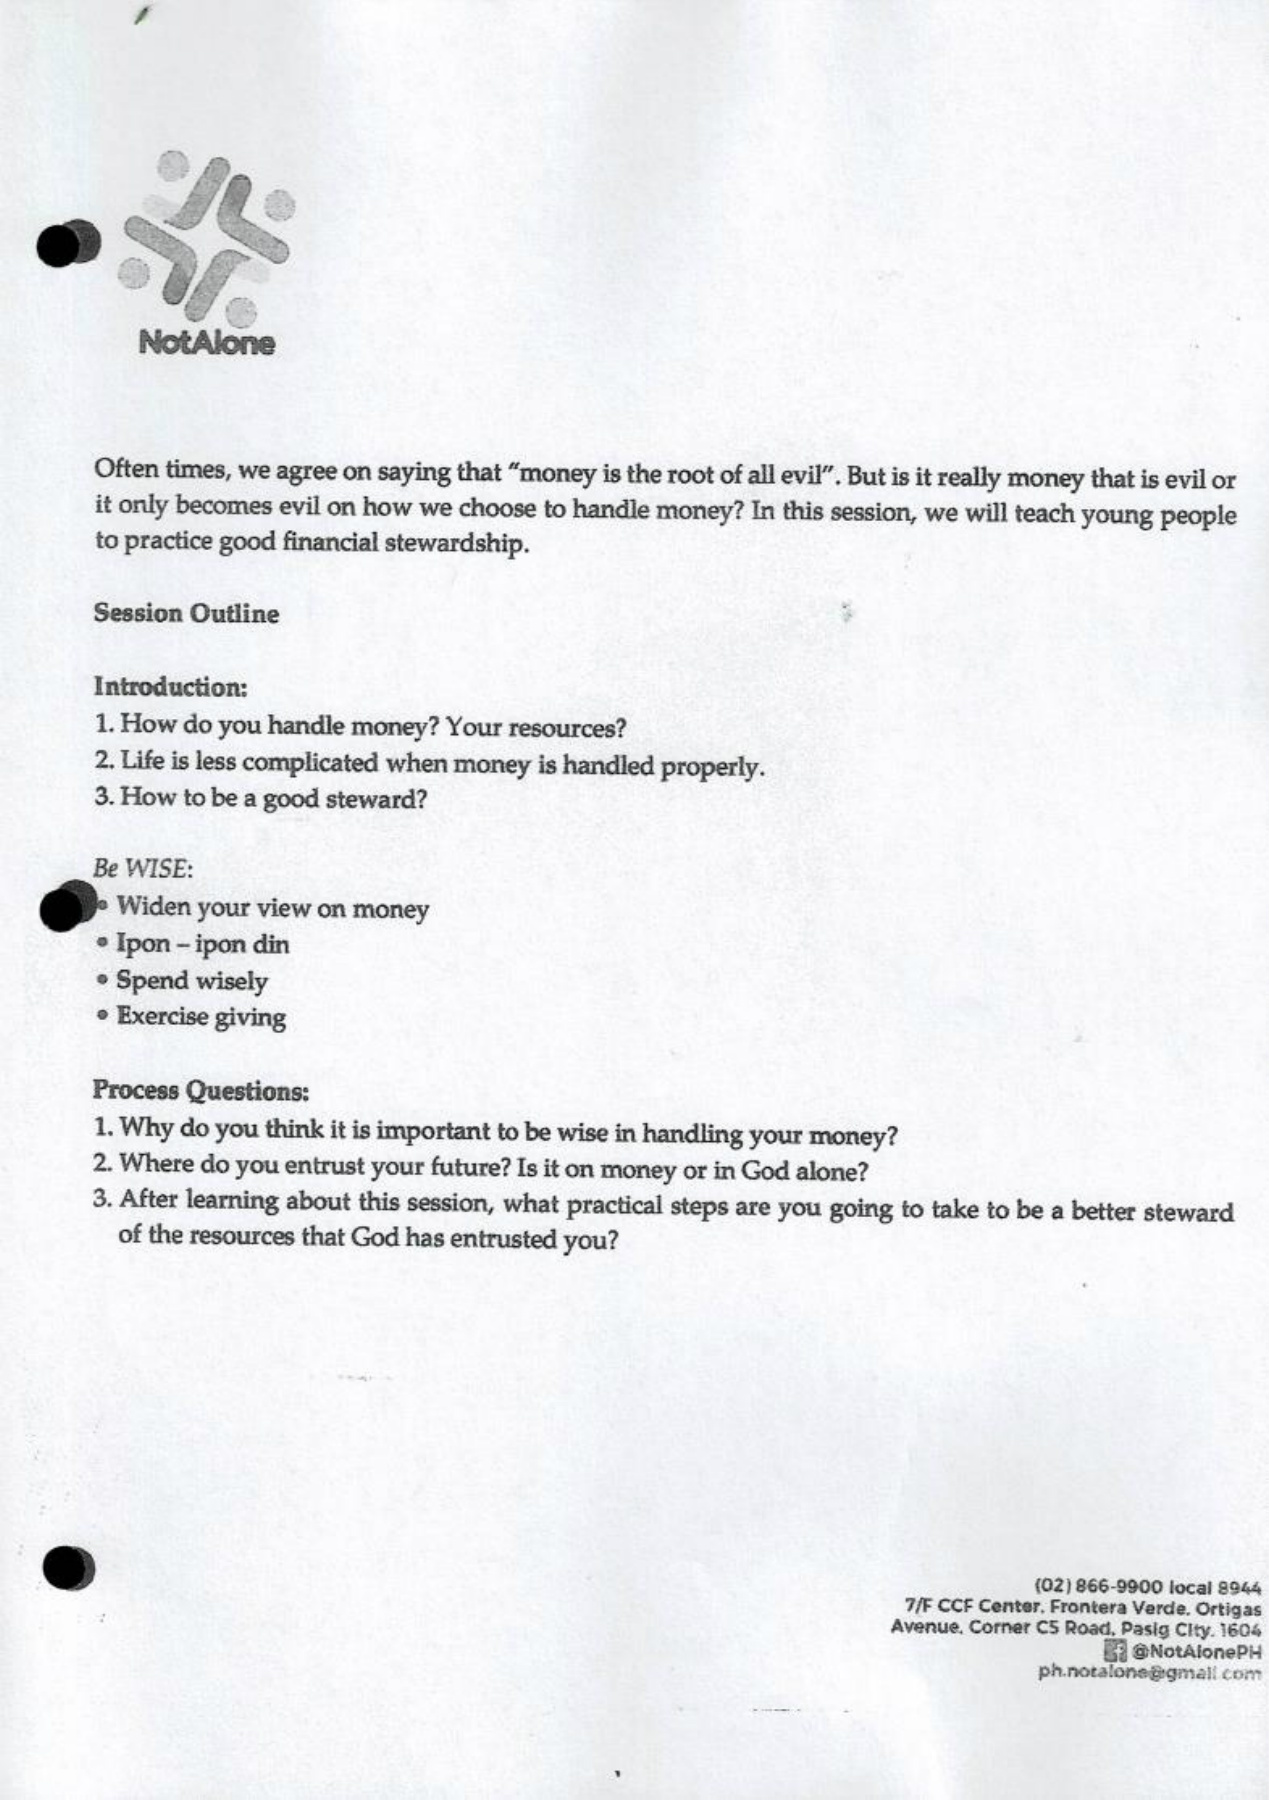 NotAlone
Often times, we agree on saying that “money is the root of all evil”. But is it really money that is evil or
it only becomes evil on how we choose to handle money? In this session, we will teach young people
to practice good financial stewardship.
Session Outline
Introduction:
1. How do you handle money? Your resources?
2. Life is less complicated when money is handled properly.
3. How to be a good steward?
Be WISE:
• Widen your view on money
• Ipon – ipon din
• Spend wisely
• Exercise giving
Process Questions:
1. Why do you think it is important to be wise in handling your money?
2. Where do you entrust your future? Is it on money or in God alone?
3. After learning about this session, what practical steps are you going to take to be a better steward
of the resources that God has entrusted you?
(02) 866-9900 local 8944
7/F CCF Center, Frontera Verde, Ortigas
Avenue, Corner C5 Road, Pasig City, 1604
@NotAlonePH
ph.notalone@gmail.com